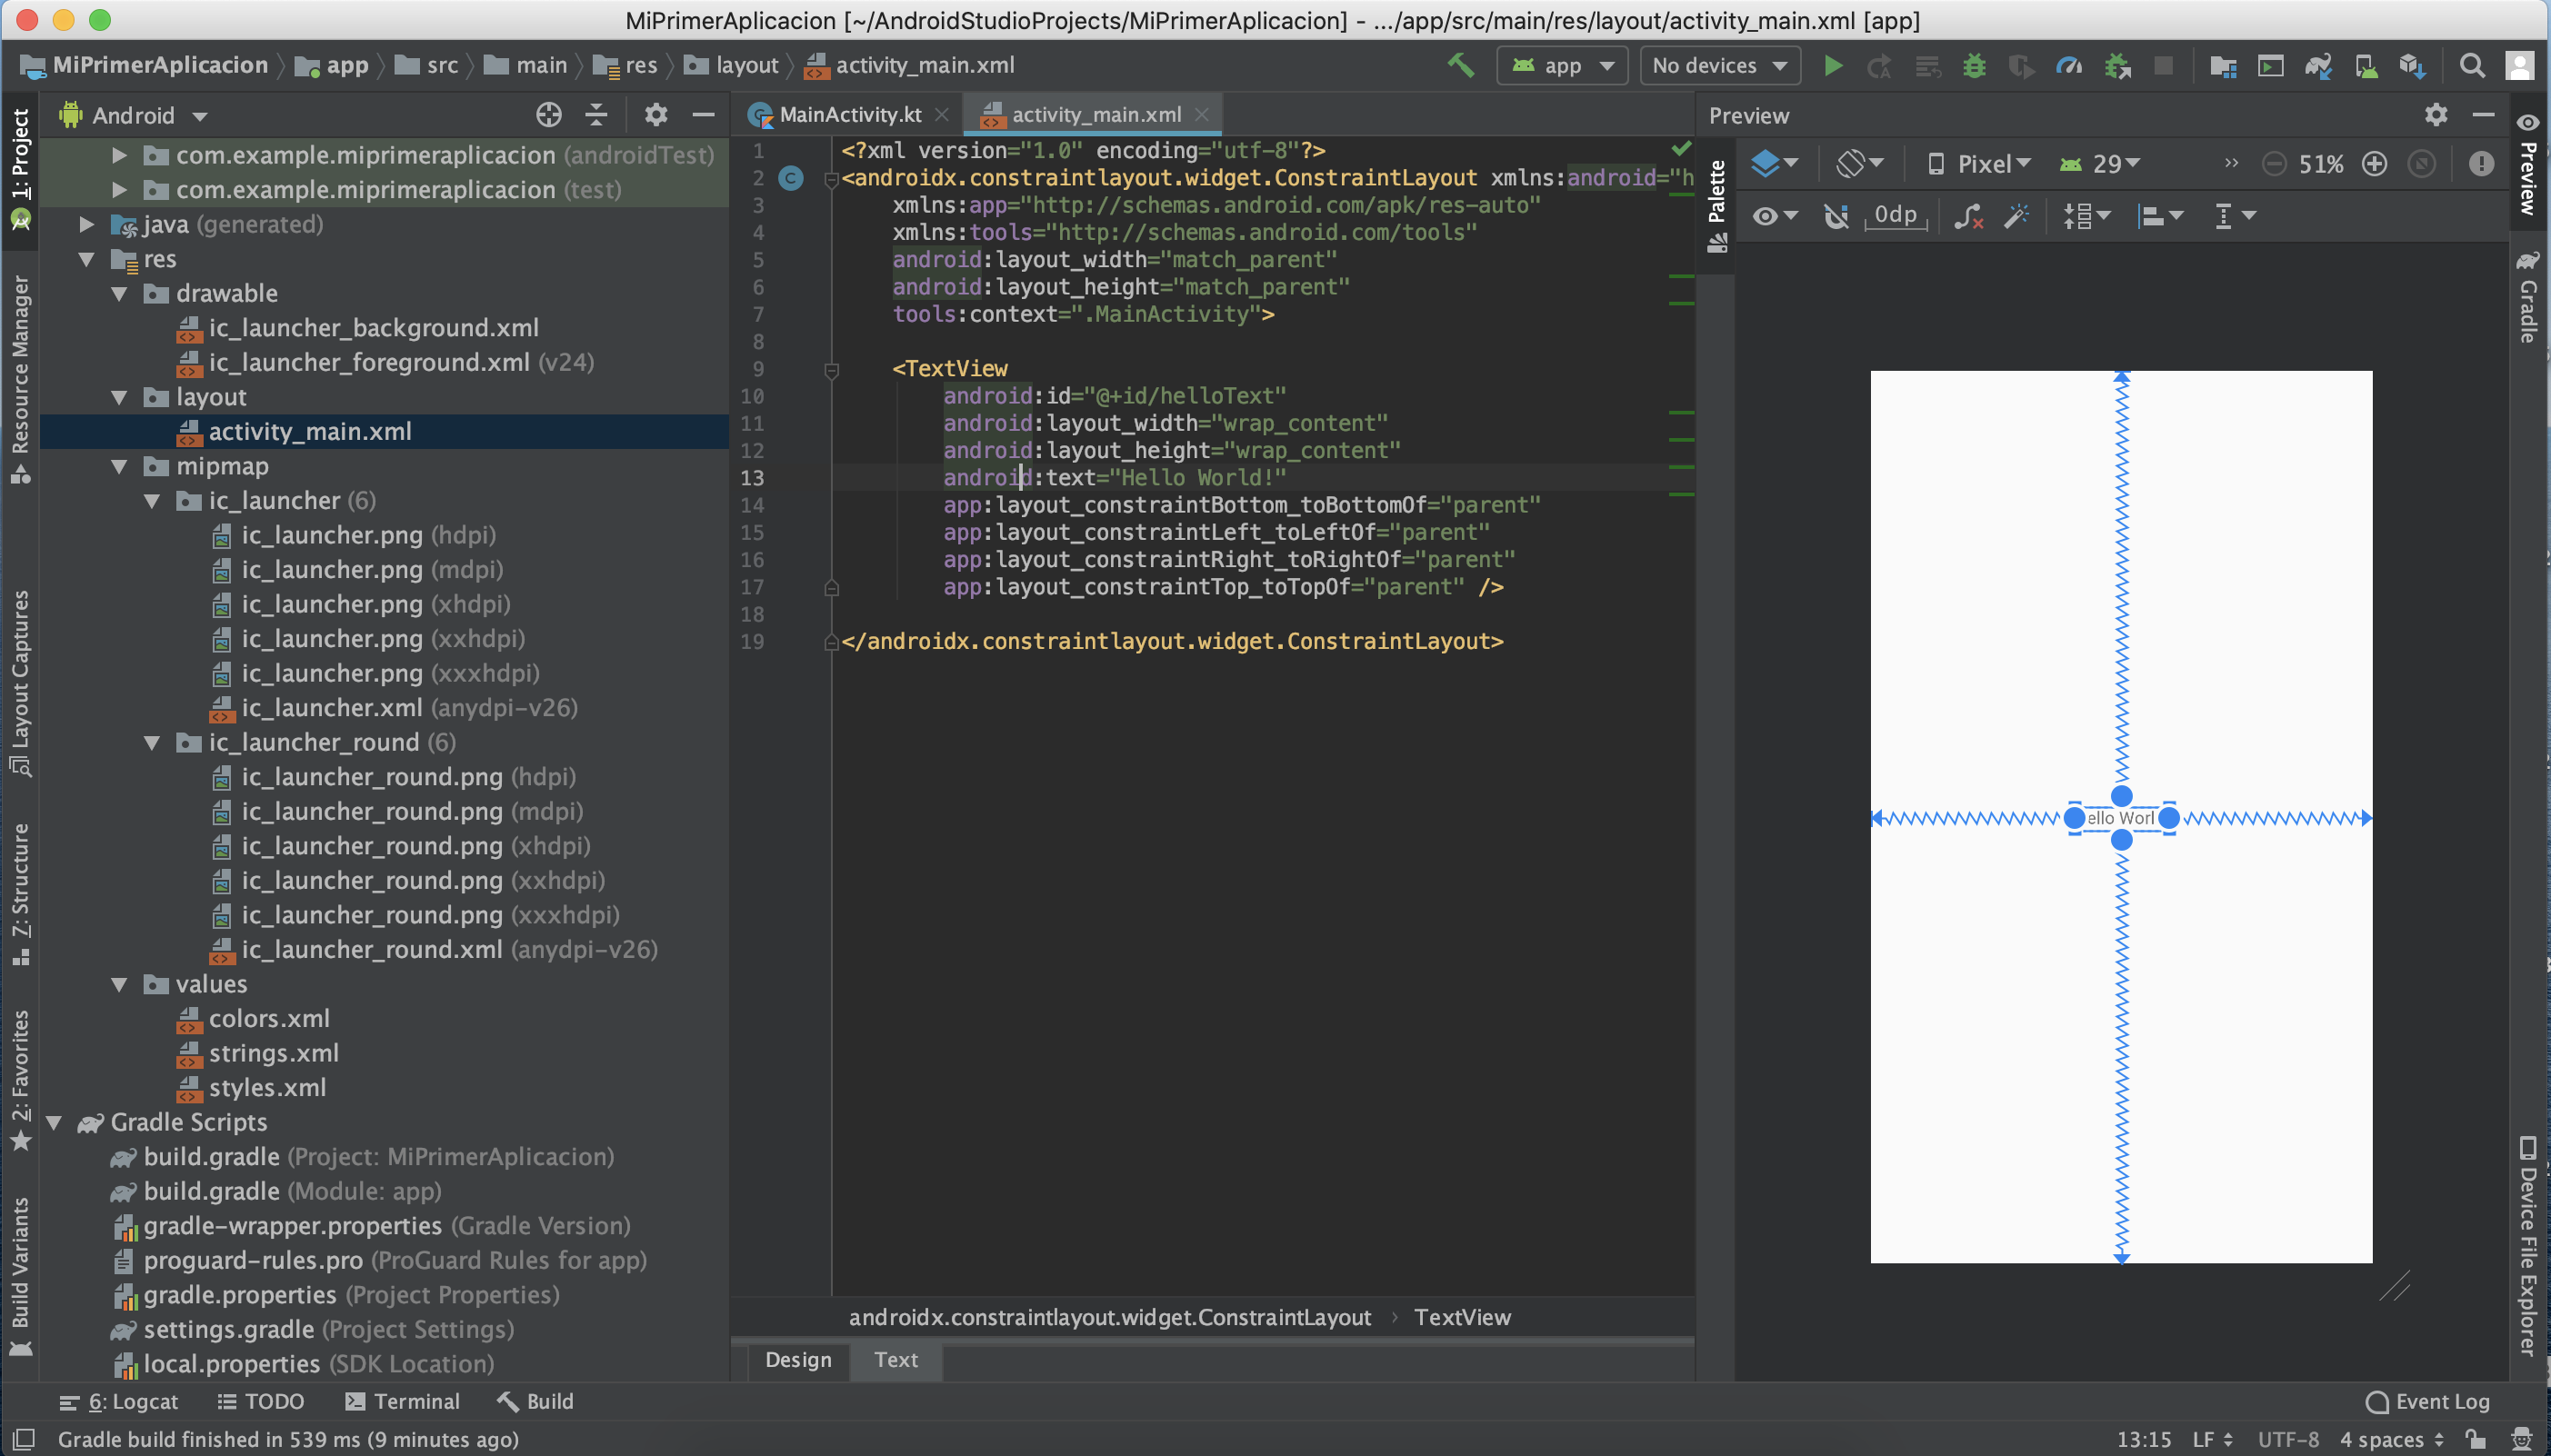 MiPrimerAplicacion [~/AndroidStudioProjects/MiPrimerAplicacion] - .../app/src/main/res/layout/activity_main.xml [app]
MiPrimerAplicacion app src main res layout activity_main.xml app No devices
1: Project
Resource Manager
Layout Captures
7: Structure
2: Favorites
Build Variants
Android
com.example.miprimeraplicacion (androidTest)
com.example.miprimeraplicacion (test)
java (generated)
res
drawable
ic_launcher_background.xml
ic_launcher_foreground.xml (v24)
layout
activity_main.xml
mipmap
ic_launcher (6)
ic_launcher.png (hdpi)
ic_launcher.png (mdpi)
ic_launcher.png (xhdpi)
ic_launcher.png (xxhdpi)
ic_launcher.png (xxxhdpi)
ic_launcher.xml (anydpi-v26)
ic_launcher_round (6)
ic_launcher_round.png (hdpi)
ic_launcher_round.png (mdpi)
ic_launcher_round.png (xhdpi)
ic_launcher_round.png (xxhdpi)
ic_launcher_round.png (xxxhdpi)
ic_launcher_round.xml (anydpi-v26)
values
colors.xml
strings.xml
styles.xml
Gradle Scripts
build.gradle (Project: MiPrimerAplicacion)
build.gradle (Module: app)
gradle-wrapper.properties (Gradle Version)
proguard-rules.pro (ProGuard Rules for app)
gradle.properties (Project Properties)
settings.gradle (Project Settings)
local.properties (SDK Location)
MainActivity.kt activity_main.xml
1 <?xml version="1.0" encoding="utf-8"?>
2 <androidx.constraintlayout.widget.ConstraintLayout xmlns:android="h
3 xmlns:app="http://schemas.android.com/apk/res-auto"
4 xmlns:tools="http://schemas.android.com/tools"
5 android:layout_width="match_parent"
6 android:layout_height="match_parent"
7 tools:context=".MainActivity">
8
9 <TextView
10 android:id="@+id/helloText"
11 android:layout_width="wrap_content"
12 android:layout_height="wrap_content"
13 android:text="Hello World!"
14 app:layout_constraintBottom_toBottomOf="parent"
15 app:layout_constraintLeft_toLeftOf="parent"
16 app:layout_constraintRight_toRightOf="parent"
17 app:layout_constraintTop_toTopOf="parent" />
18
19 </androidx.constraintlayout.widget.ConstraintLayout>
androidx.constraintlayout.widget.ConstraintLayout › TextView
Design Text
Palette
Preview
Pixel 29 » 51%
0dp
ello Worl
Preview
Gradle
Device File Explorer
6: Logcat TODO Terminal Build Event Log
Gradle build finished in 539 ms (9 minutes ago) 13:15 LF UTF-8 4 spaces